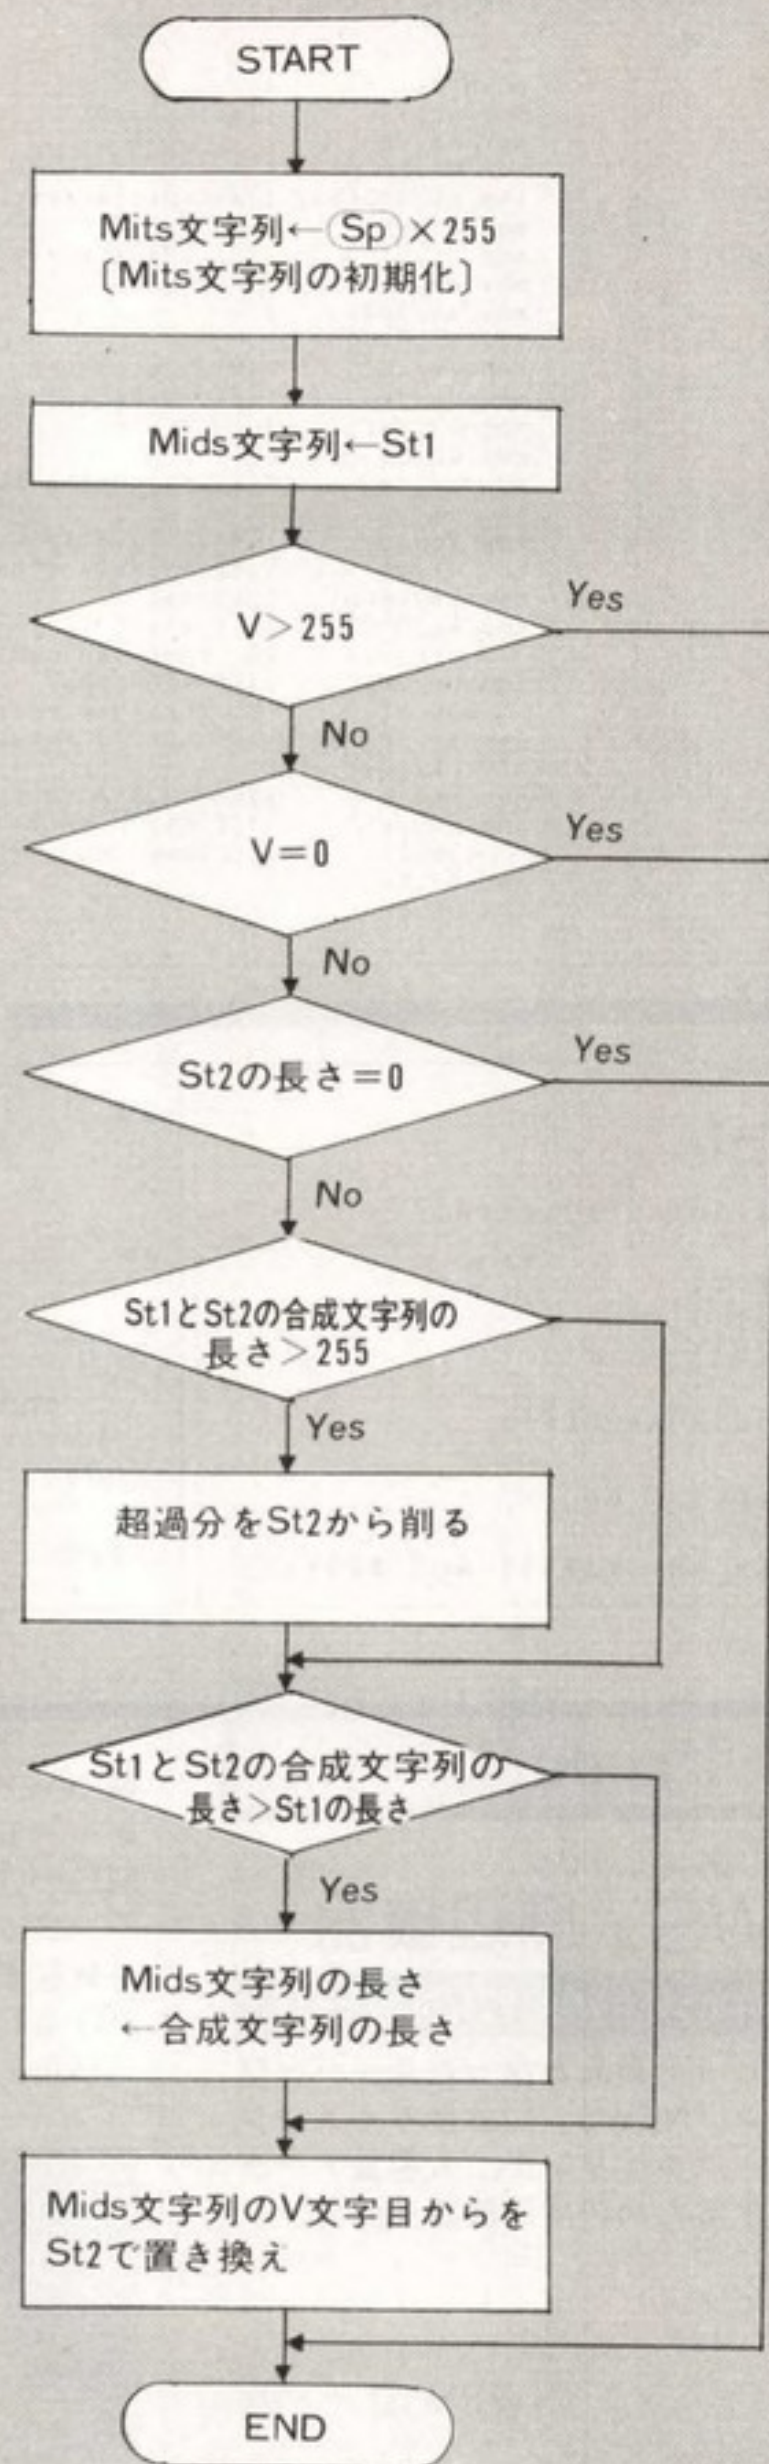 START
Mits文字列←Sp×255
〔Mits文字列の初期化〕
Mids文字列←St1
V>255
Yes
No
V=0
Yes
No
St2の長さ=0
Yes
No
St1とSt2の合成文字列の
長さ>255
Yes
超過分をSt2から削る
St1とSt2の合成文字列の
長さ>St1の長さ
Yes
Mids文字列の長さ
←合成文字列の長さ
Mids文字列のV文字目からを
St2で置き換え
END